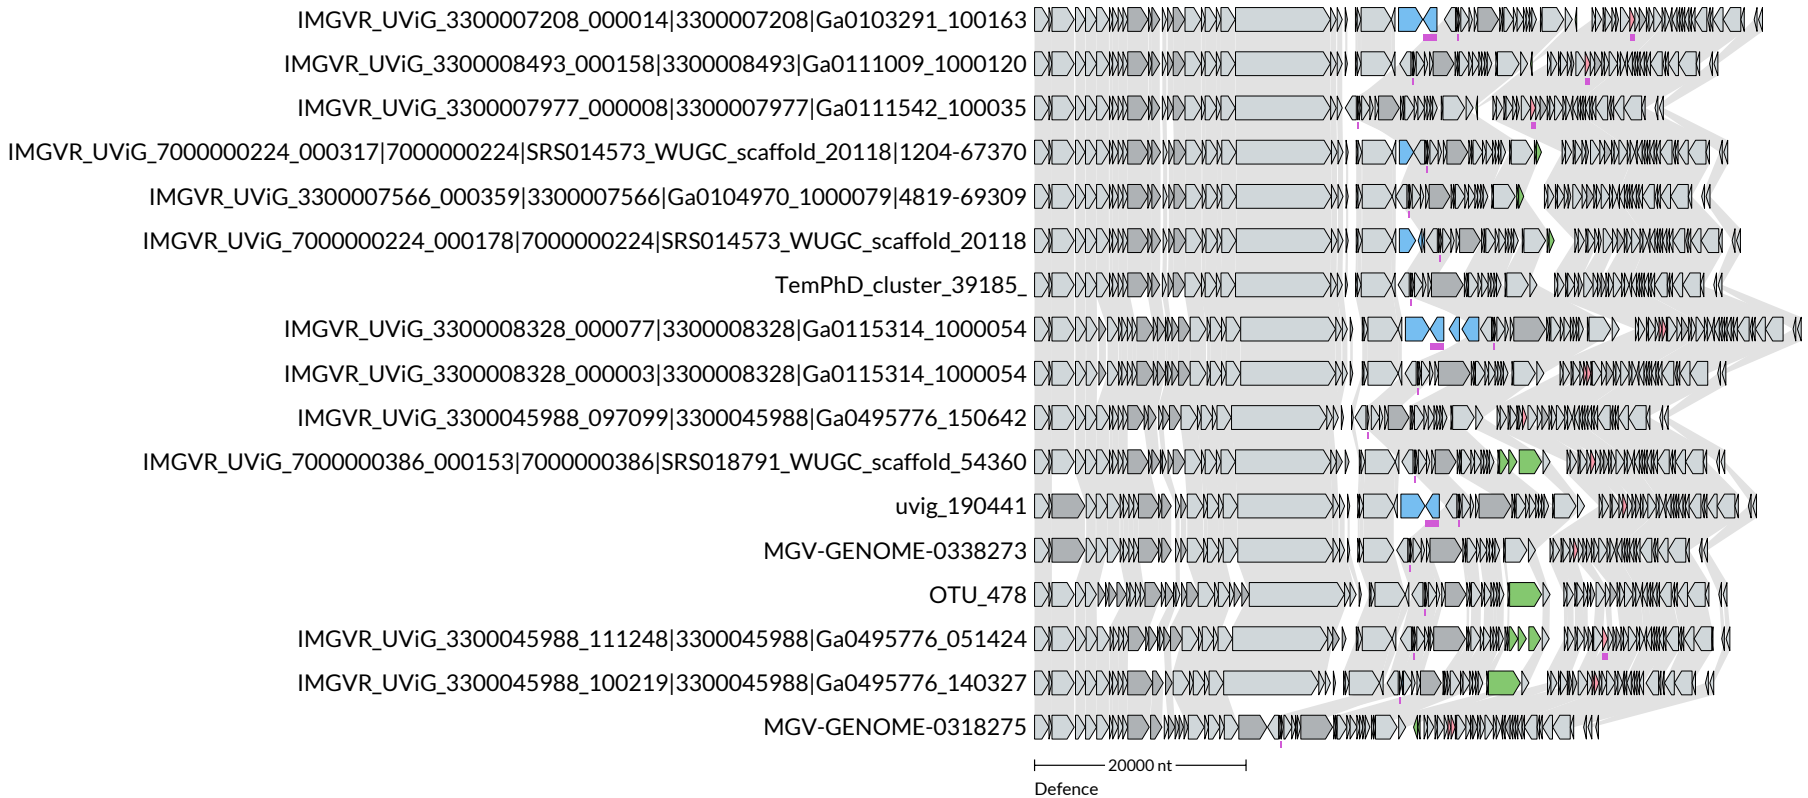 IMGVR_UViG_3300007208_000014|3300007208|Ga0103291_100163
IMGVR_UViG_3300008493_000158|3300008493|Ga0111009_1000120
IMGVR_UViG_3300007977_000008|3300007977|Ga0111542_100035
IMGVR_UViG_7000000224_000317|7000000224|SRS014573_WUGC_scaffold_20118|1204-67370
IMGVR_UViG_3300007566_000359|3300007566|Ga0104970_1000079|4819-69309
IMGVR_UViG_7000000224_000178|7000000224|SRS014573_WUGC_scaffold_20118
TemPhD_cluster_39185_
IMGVR_UViG_3300008328_000077|3300008328|Ga0115314_1000054
IMGVR_UViG_3300008328_000003|3300008328|Ga0115314_1000054
IMGVR_UViG_3300045988_097099|3300045988|Ga0495776_150642
IMGVR_UViG_7000000386_000153|7000000386|SRS018791_WUGC_scaffold_54360
uvig_190441
MGV-GENOME-0338273
OTU_478
IMGVR_UViG_3300045988_111248|3300045988|Ga0495776_051424
IMGVR_UViG_3300045988_100219|3300045988|Ga0495776_140327
MGV-GENOME-0318275
20000 nt
Defence